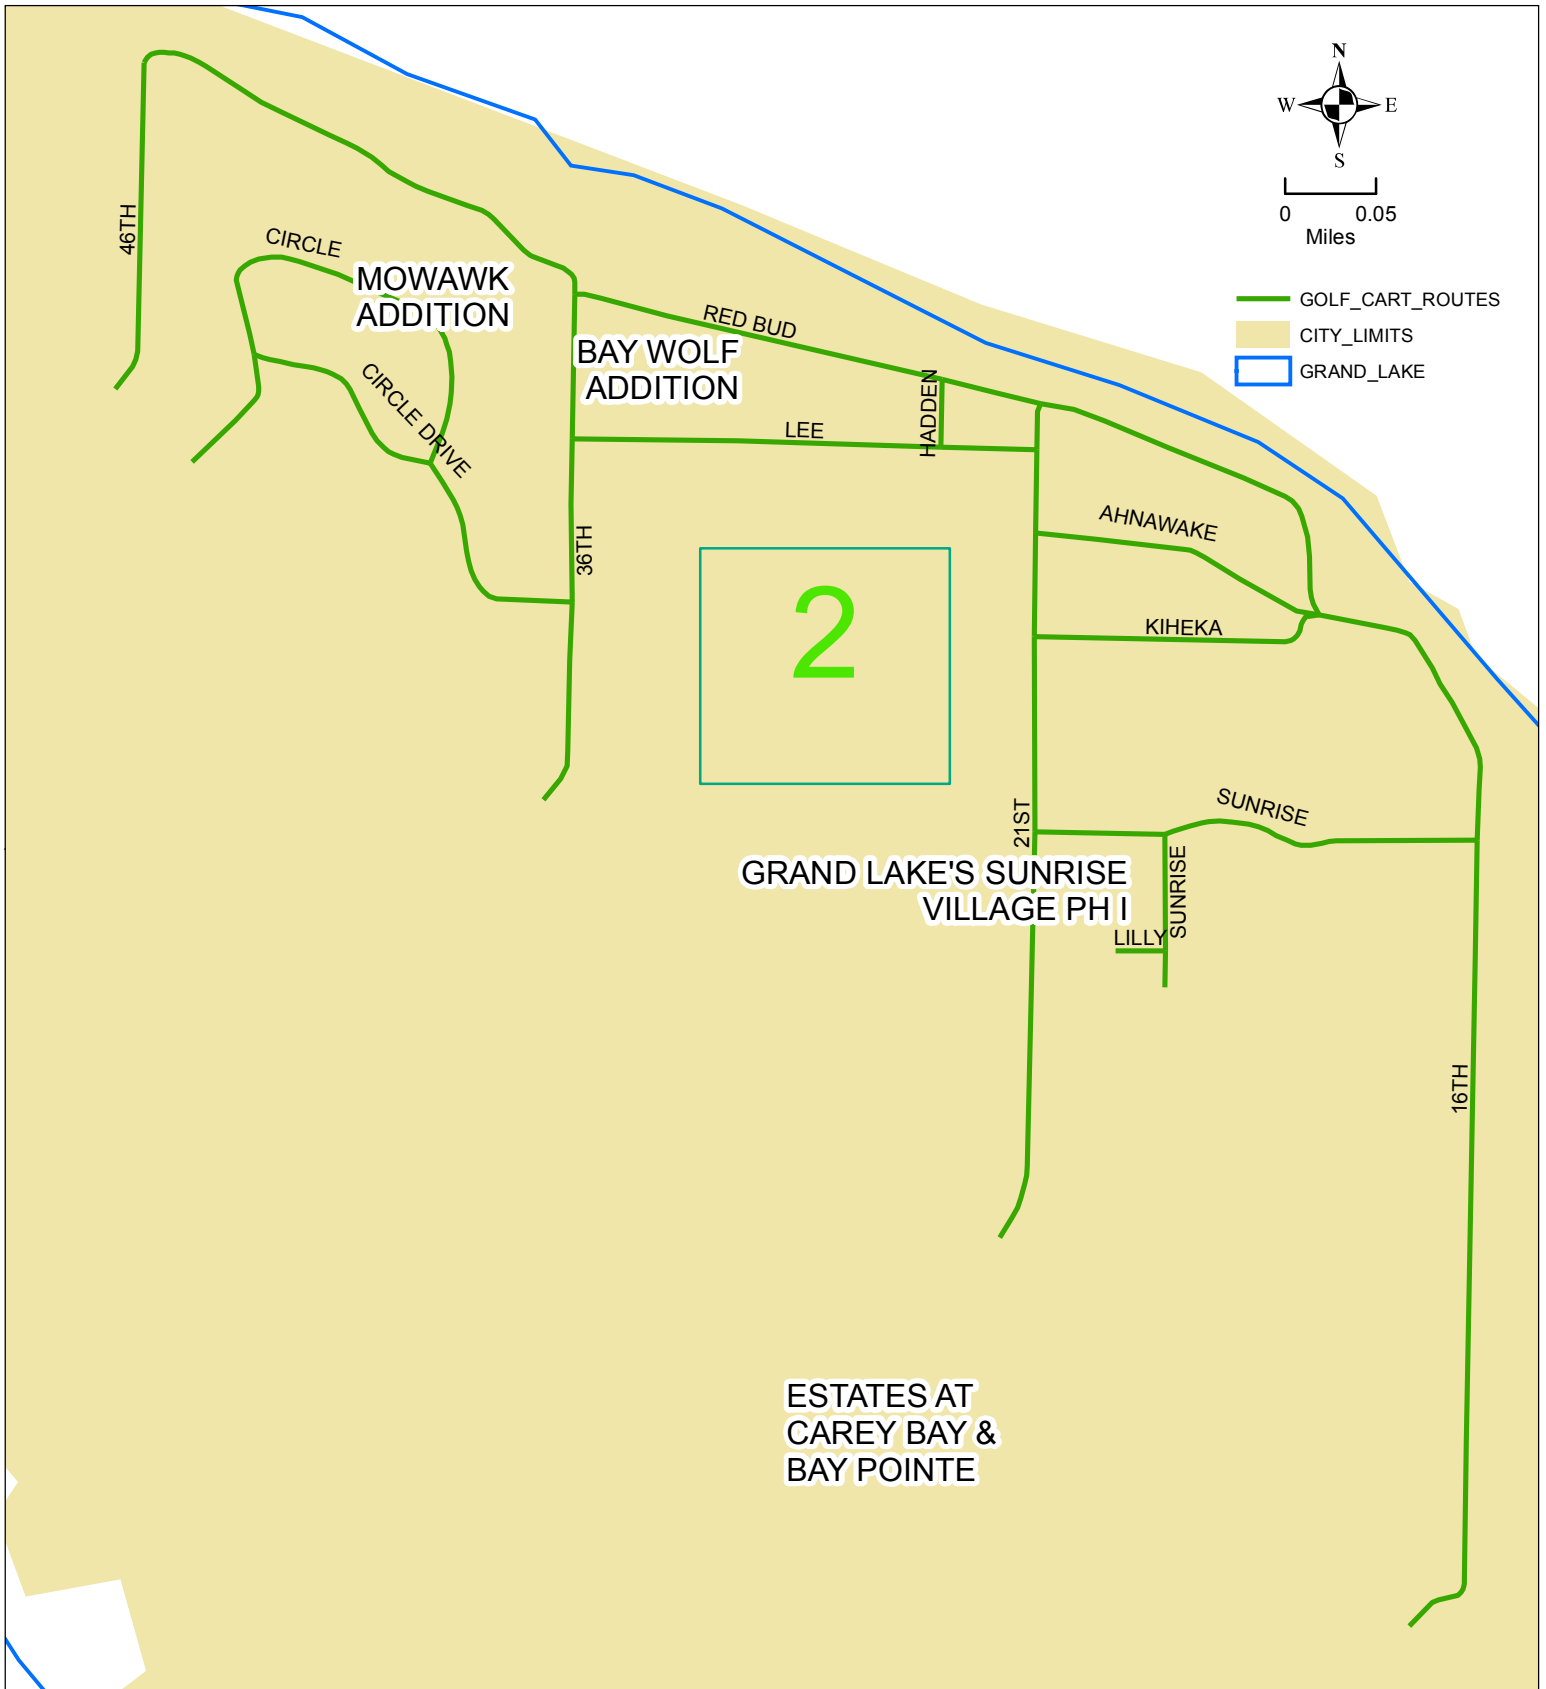 N
W E
S
0 0.05
Miles
GOLF_CART_ROUTES
CITY_LIMITS
GRAND_LAKE
46TH
CIRCLE
MOWAWK
ADDITION
RED BUD
BAY WOLF
ADDITION
CIRCLE DRIVE
HADDEN
LEE
AHNAWAKE
36TH
2
KIHEKA
21ST
SUNRISE
GRAND LAKE'S SUNRISE
VILLAGE PH I
SUNRISE
LILLY
16TH
ESTATES AT
CAREY BAY &
BAY POINTE